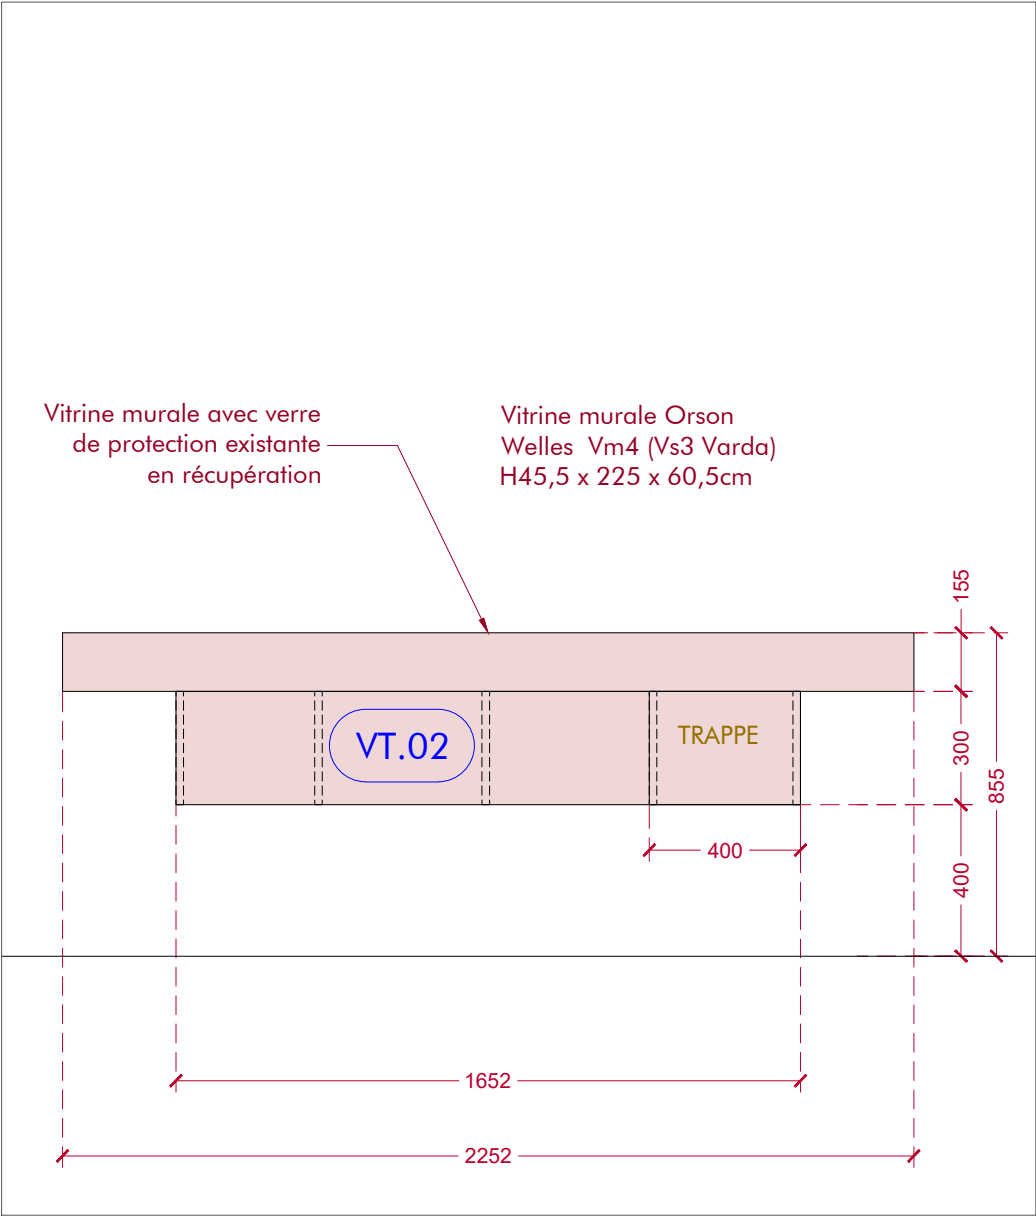 Vitrine murale avec verre
de protection existante
en récupération
Vitrine murale Orson
Welles Vm4 (Vs3 Varda)
H45,5 x 225 x 60,5cm
155
VT.02
TRAPPE
300
855
400
400
1652
2252